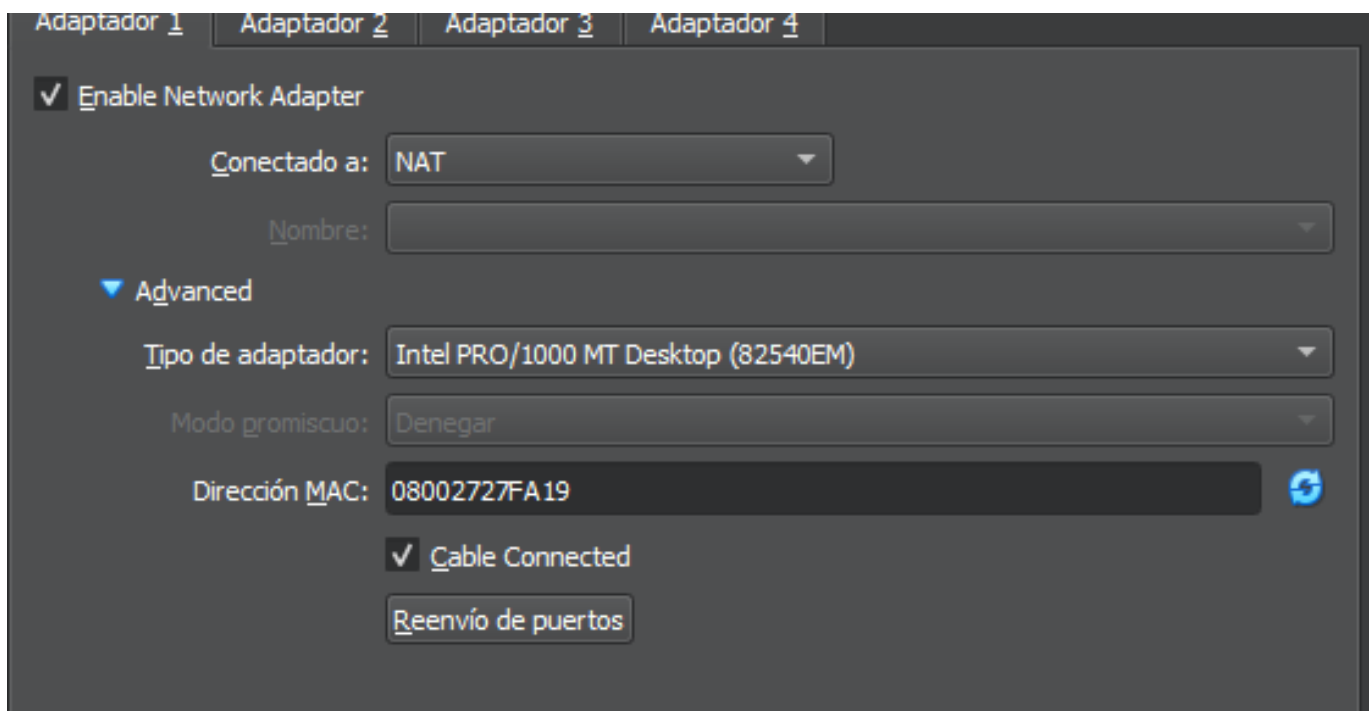 Adaptador 1 Adaptador 2 Adaptador 3 Adaptador 4
Enable Network Adapter
Conectado a: NAT
Nombre:
Advanced
Tipo de adaptador: Intel PRO/1000 MT Desktop (82540EM)
Modo promiscuo: Denegar
Dirección MAC: 08002727FA19
Cable Connected
Reenvío de puertos